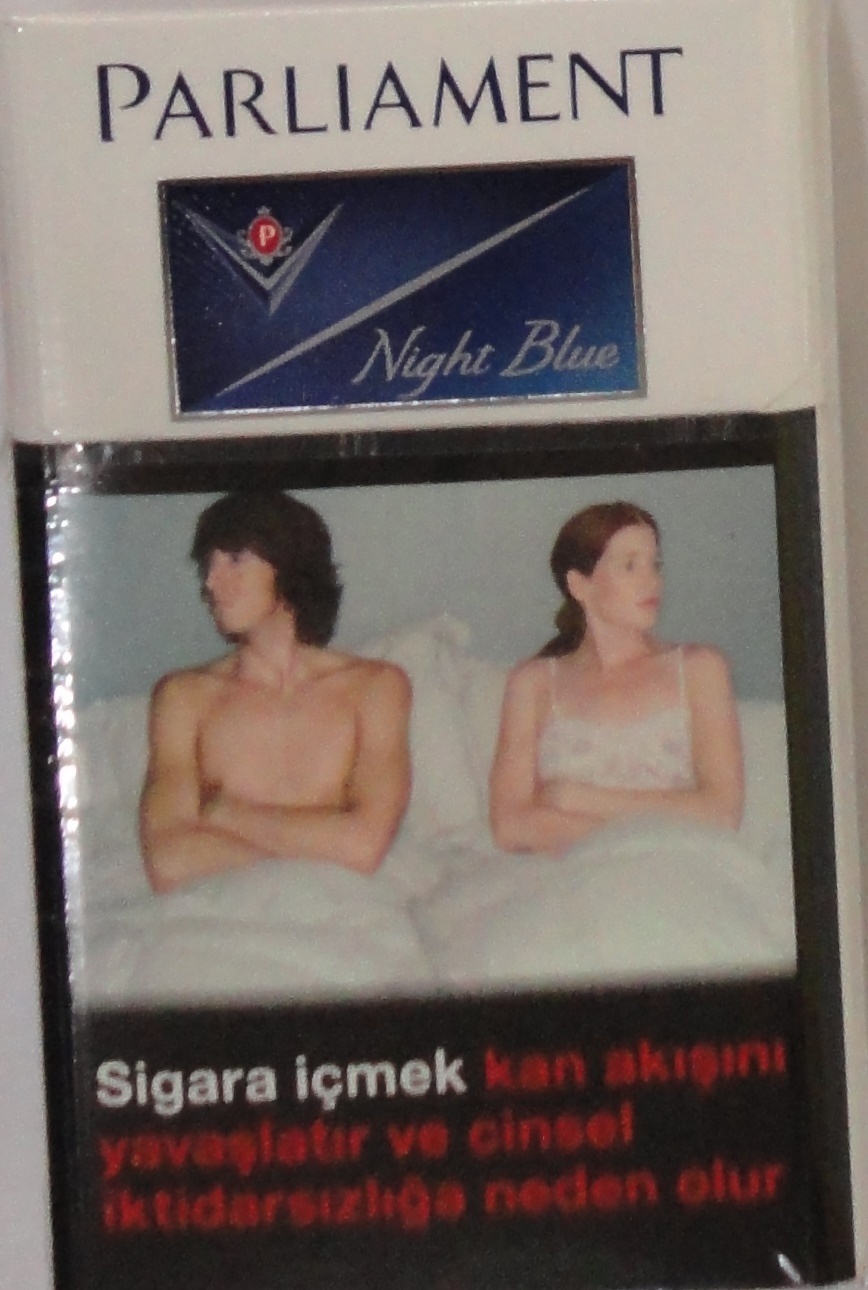 PARLIAMENT
P
Night Blue
Sigara içmek kan akışını
yavaşlatır ve cinsel
iktidarsızlığa neden olur